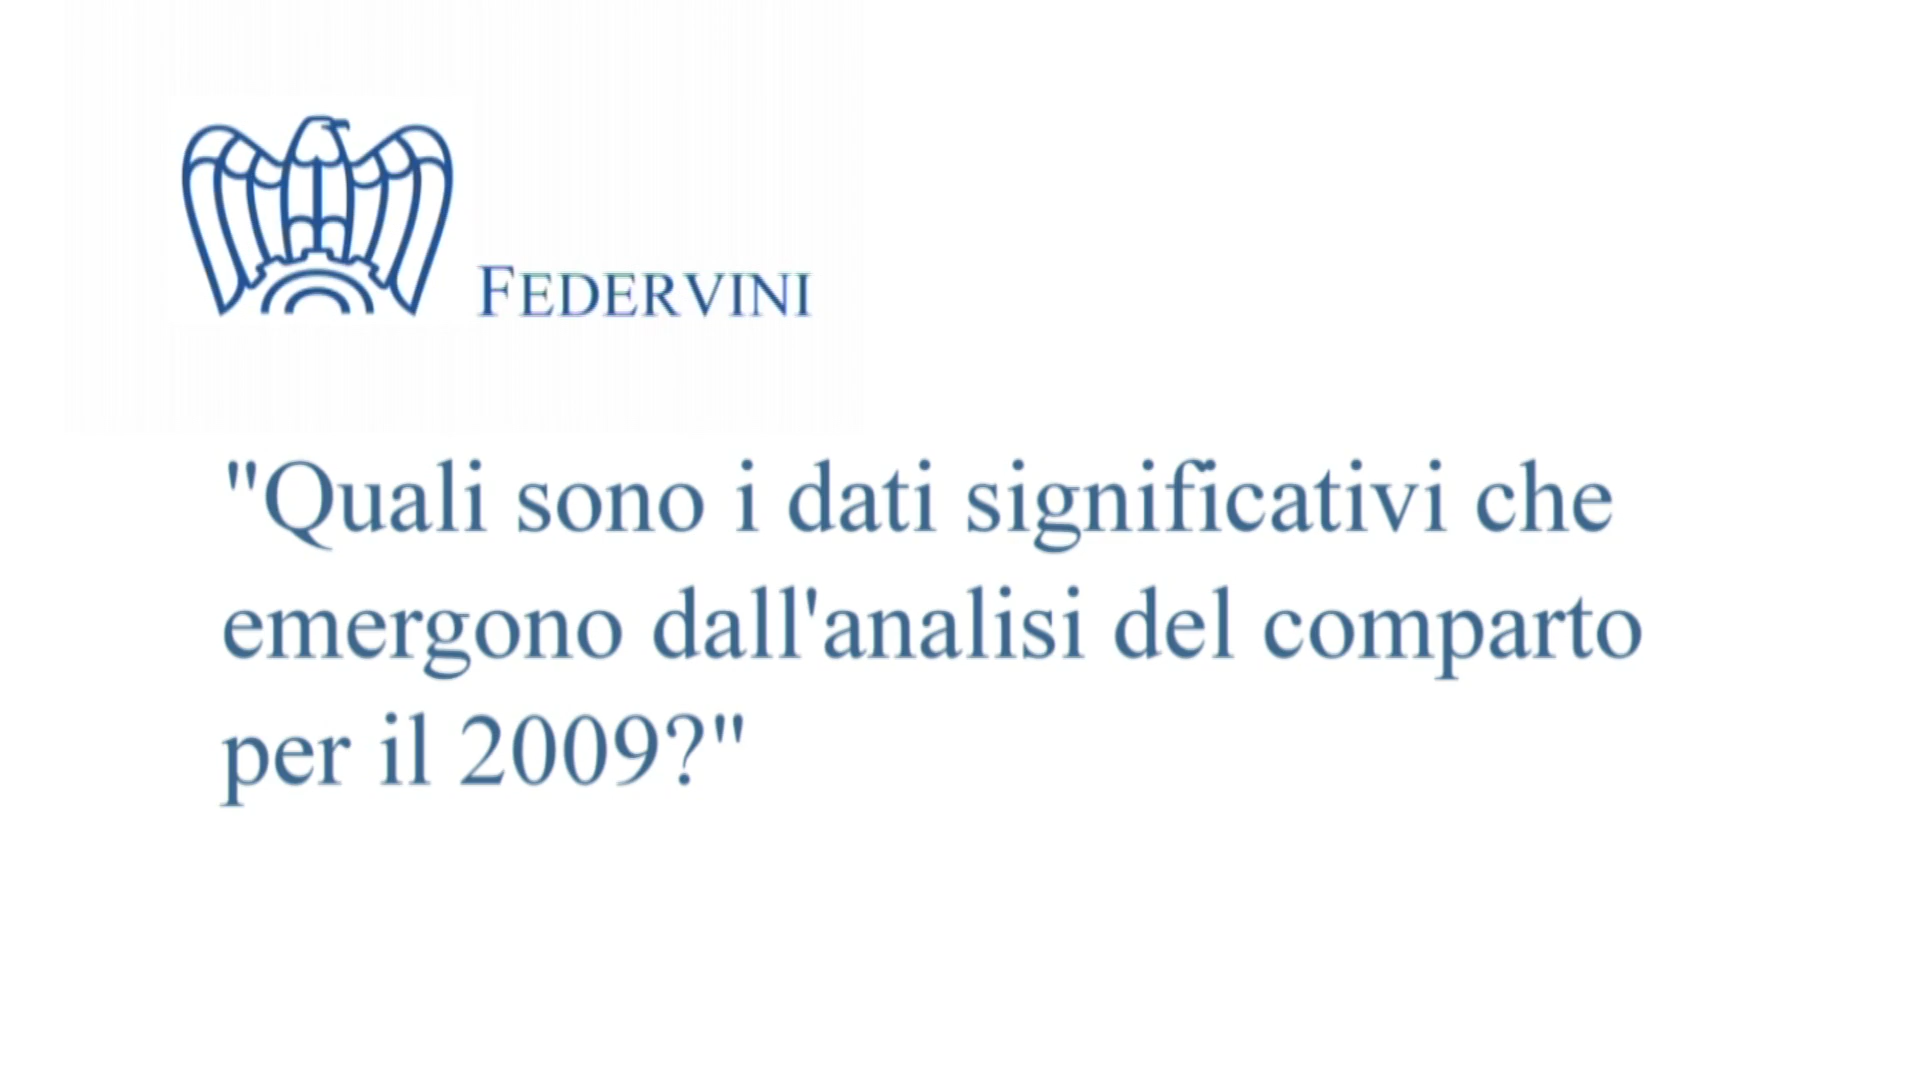 FEDERVINI
"Quali sono i dati significativi che
emergono dall'analisi del comparto
per il 2009?"